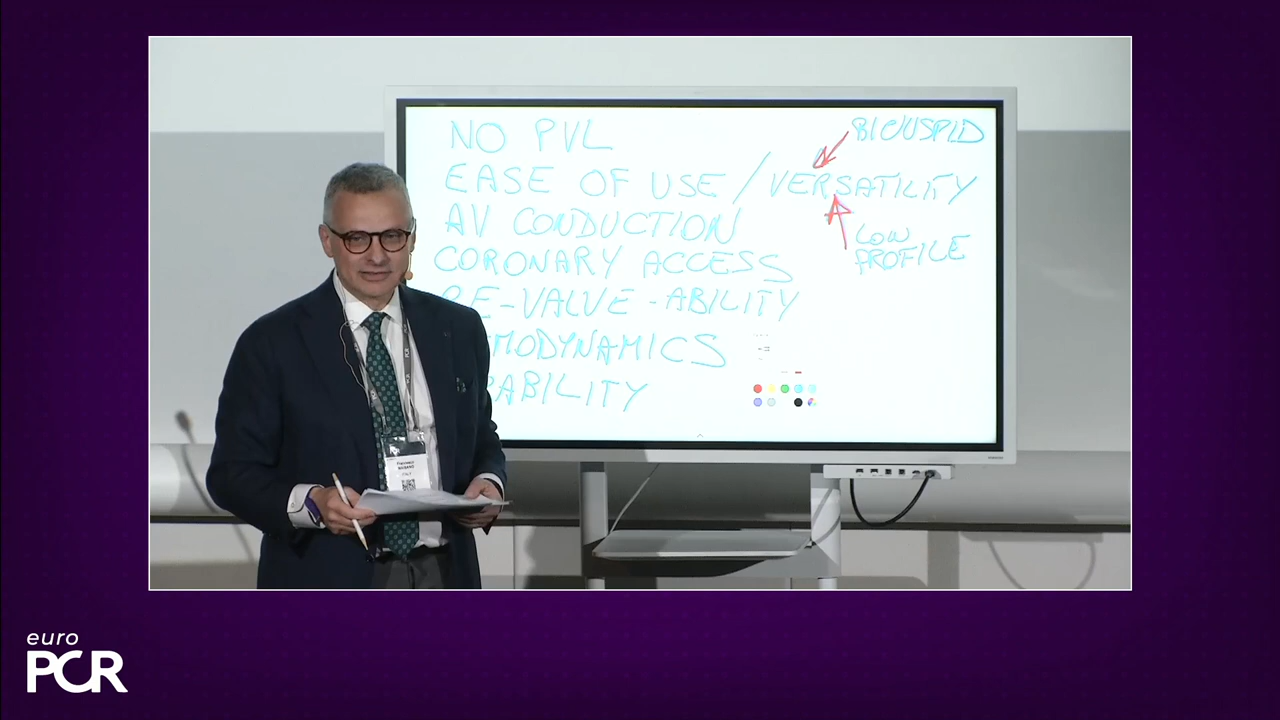 NO PVL
BICUSPID
EASE OF USE / VERSATILITY
AV CONDUCTION
LOW
PROFILE
CORONARY ACCESS
RE-VALVE-ABILITY
MODYNAMICS
RABILITY
euro
PCR